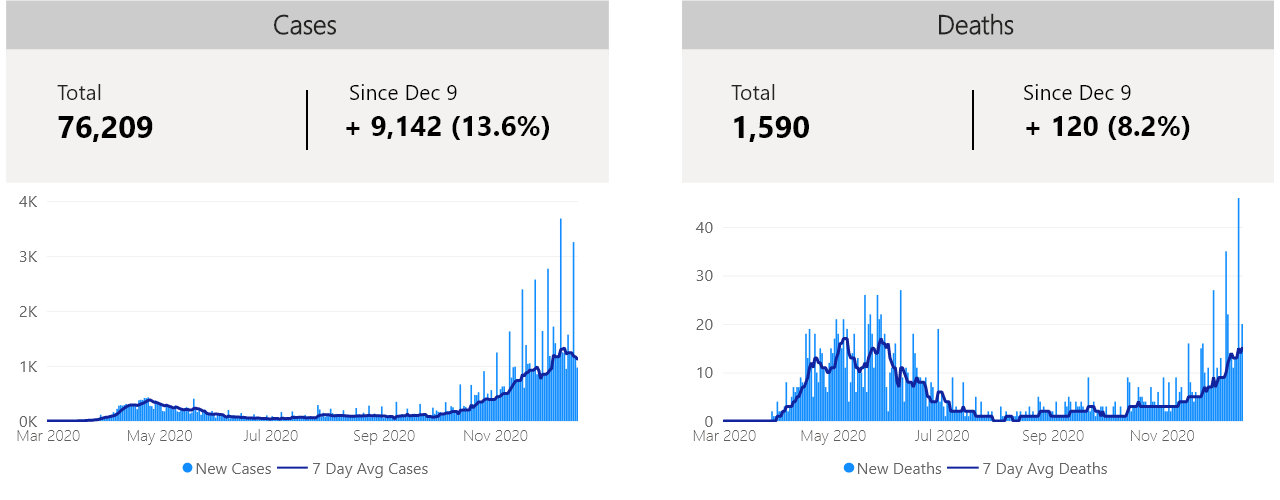 Cases
Total
Since Dec 9
76,209
+ 9,142 (13.6%)
4K
3K
2K
1K
0K
Mar 2020 May 2020 Jul 2020 Sep 2020 Nov 2020
New Cases 7 Day Avg Cases
Deaths
Total
Since Dec 9
1,590
+ 120 (8.2%)
40
30
20
10
0
Mar 2020 May 2020 Jul 2020 Sep 2020 Nov 2020
New Deaths 7 Day Avg Deaths